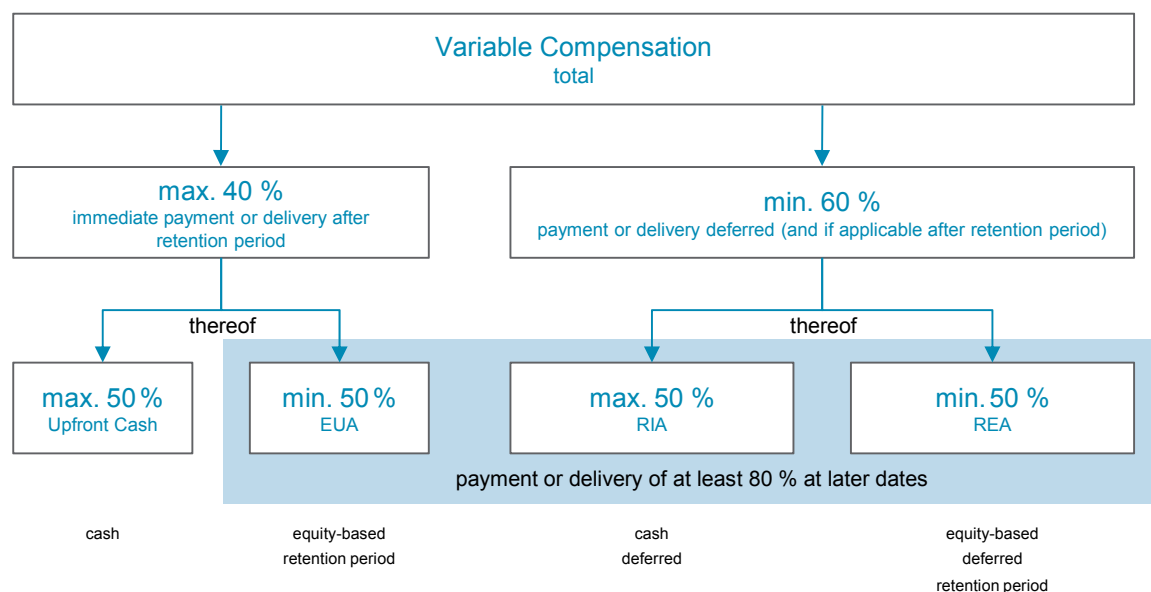 Variable Compensation
total
max. 40 %
immediate payment or delivery after
retention period
min. 60 %
payment or delivery deferred (and if applicable after retention period)
thereof
thereof
max. 50 %
Upfront Cash
min. 50 %
EUA
max. 50 %
RIA
min. 50 %
REA
payment or delivery of at least 80 % at later dates
cash
equity-based
retention period
cash
deferred
equity-based
deferred
retention period